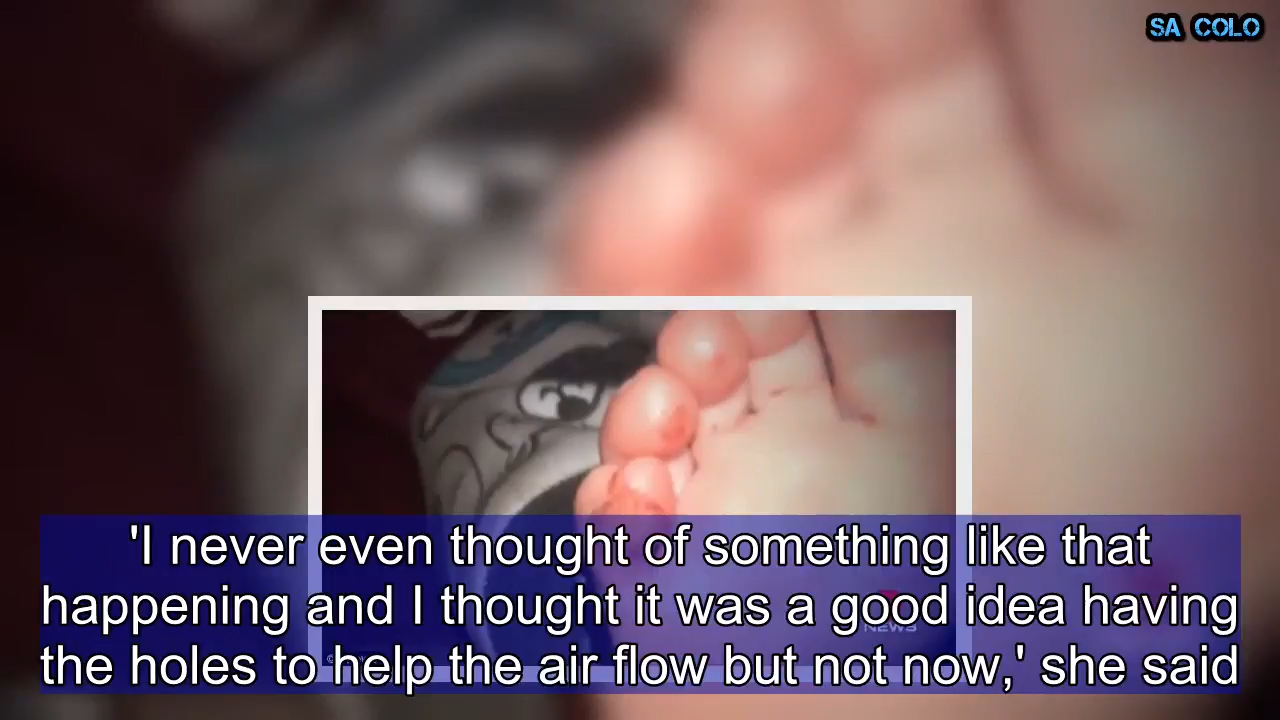 SA COLO
'I never even thought of something like that
happening and I thought it was a good idea having
the holes to help the air flow but not now,' she said
NEWS